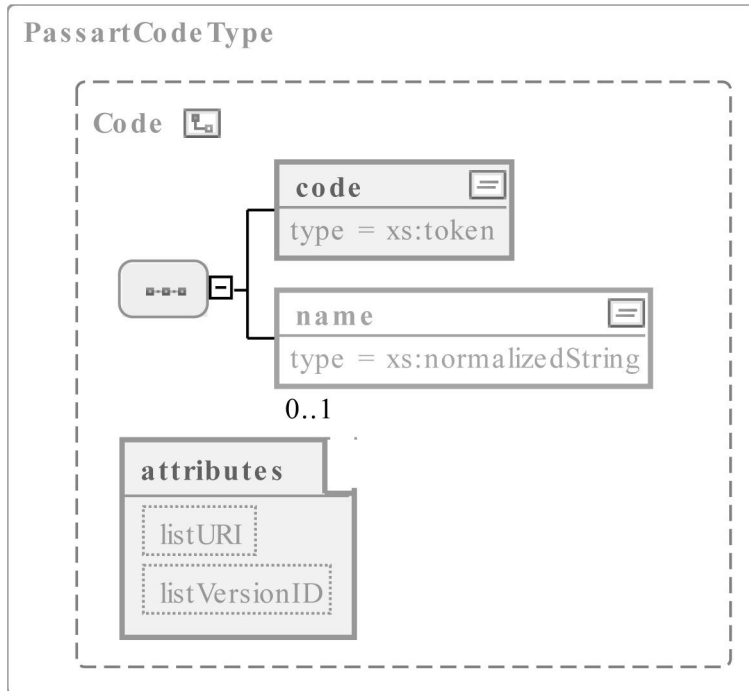 PassartCodeType
Code
code
type = xs:token
name
type = xs:normalizedString
0..1
attributes
listURI
listVersionID